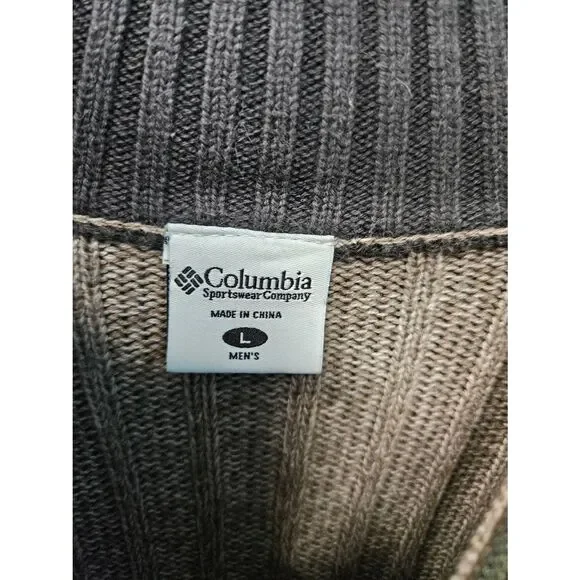 Columbia
Sportswear Company
MADE IN CHINA
L
MEN'S